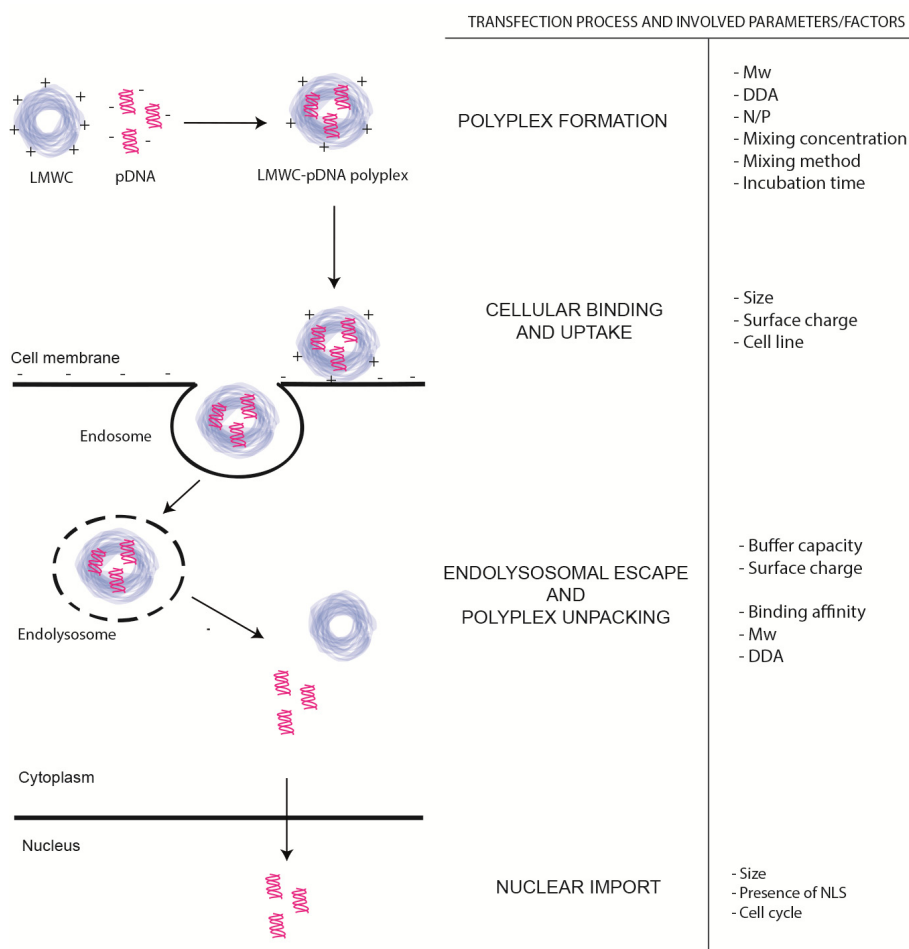 TRANSFECTION PROCESS AND INVOLVED PARAMETERS/FACTORS
LMWC
pDNA
LMWC-pDNA polyplex
POLYPLEX FORMATION
- Mw
- DDA
- N/P
- Mixing concentration
- Mixing method
- Incubation time
Cell membrane
CELLULAR BINDING
AND UPTAKE
- Size
- Surface charge
- Cell line
Endosome
Endolysosome
ENDOLYSOSOMAL ESCAPE
AND
POLYPLEX UNPACKING
- Buffer capacity
- Surface charge
- Binding affinity
- Mw
- DDA
Cytoplasm
Nucleus
NUCLEAR IMPORT
- Size
- Presence of NLS
- Cell cycle